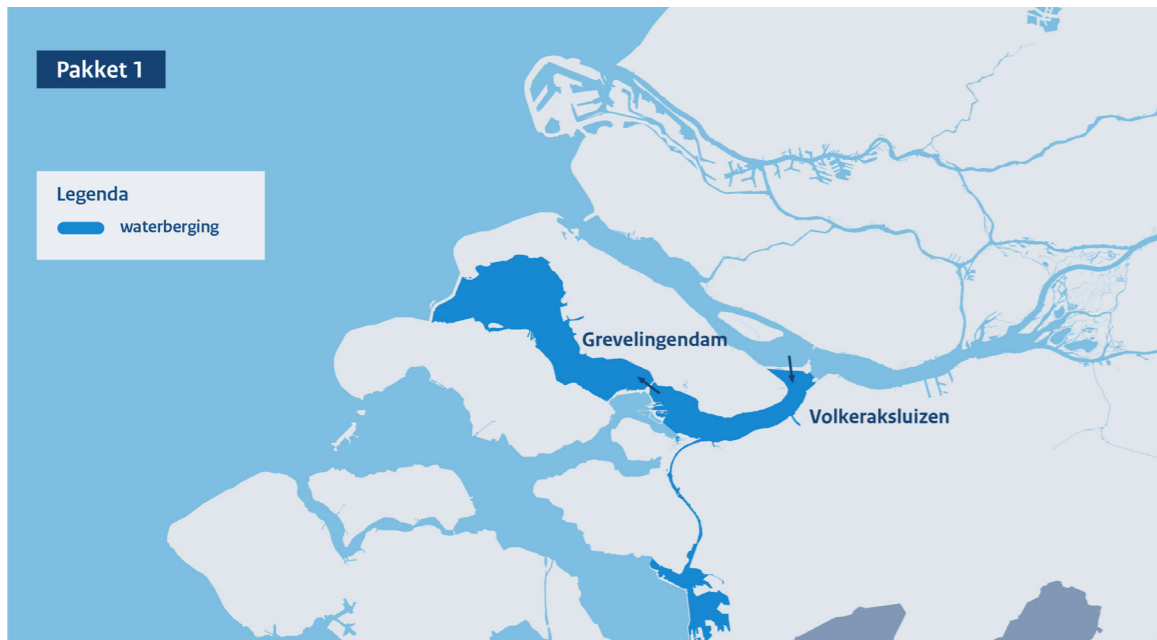 Pakket 1
Legenda
waterberging
Grevelingendam
Volkeraksluizen